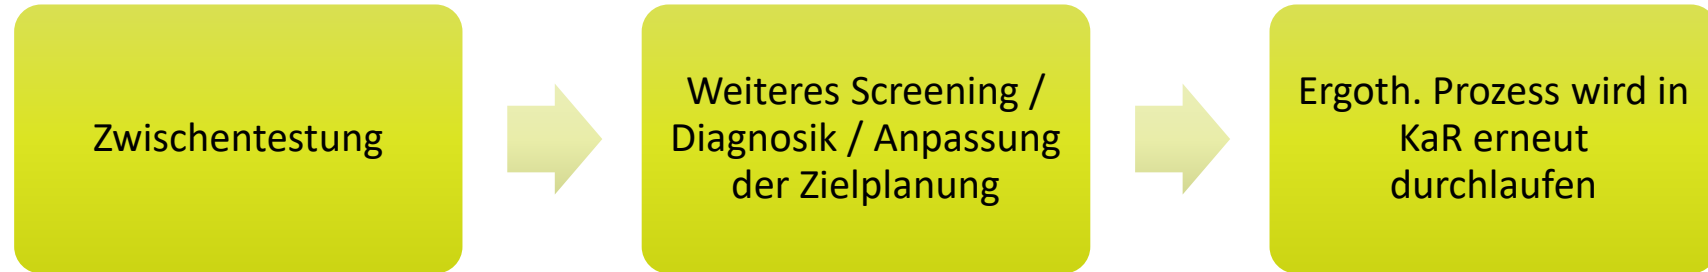 Zwischentestung
Weiteres Screening /
Diagnosik / Anpassung
der Zielplanung
Ergoth. Prozess wird in
KaR erneut
durchlaufen